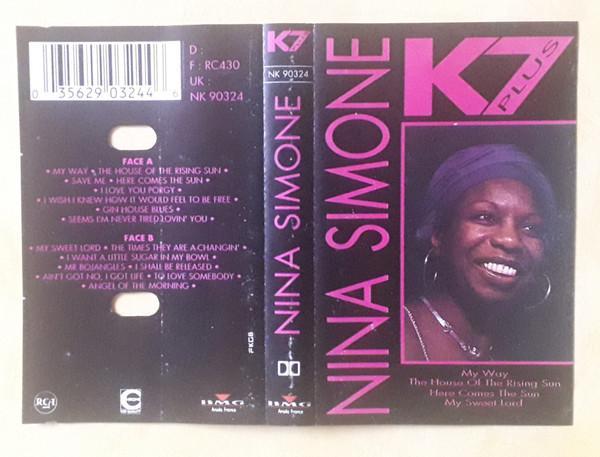 D :
F : RC430
UK :
NK 90324
0 35629 03244 6
FACE A
• MY WAY • THE HOUSE OF THE RISING SUN •
• SAVE ME • HERE COMES THE SUN •
• I LOVE YOU PORGY •
• I WISH I KNEW HOW IT WOULD FEEL TO BE FREE •
• GIN HOUSE BLUES •
• SEEMS I'M NEVER TIRED LOVIN' YOU •
FACE B
• MY SWEET LORD • THE TIMES THEY ARE A-CHANGIN' •
• I WANT A LITTLE SUGAR IN MY BOWL •
• MR BOJANGLES • I SHALL BE RELEASED •
• AIN'T GOT NO, I GOT LIFE • TO LOVE SOMEBODY •
• ANGEL OF THE MORNING •
RCA
BMG
Ariola France
K7
NK 90324
NINA SIMONE
BMG
Ariola France
NINA SIMONE
K7
PLUS
My Way
The House Of The Rising Sun
Here Comes The Sun
My Sweet Lord